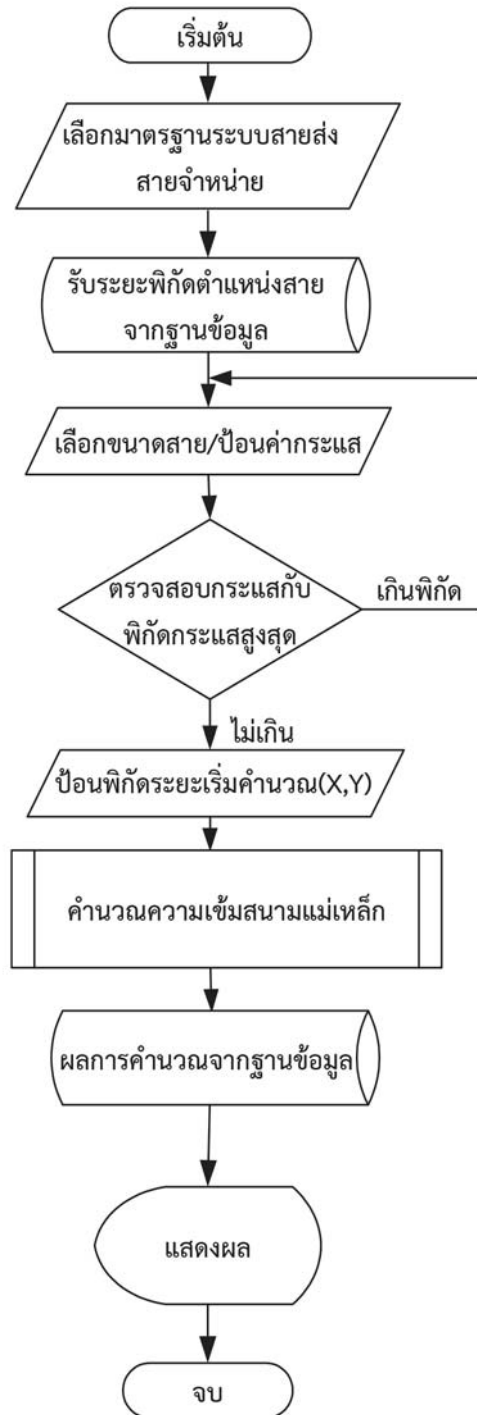 เริ่มต้น
เลือกมาตรฐานระบบสายส่ง
สายจำหน่าย
รับระยะพิกัดตำแหน่งสาย
จากฐานข้อมูล
เลือกขนาดสาย/ป้อนค่ากระแส
ตรวจสอบกระแสกับ
พิกัดกระแสสูงสุด
เกินพิกัด
ไม่เกิน
ป้อนพิกัดระยะเริ่มคำนวณ(X,Y)
คำนวณความเข้มสนามแม่เหล็ก
ผลการคำนวณจากฐานข้อมูล
แสดงผล
จบ